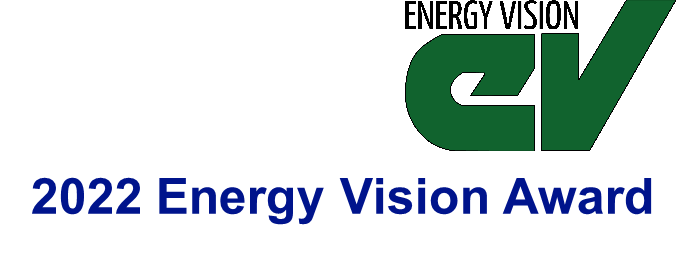 ENERGY VISION
eV
2022 Energy Vision Award